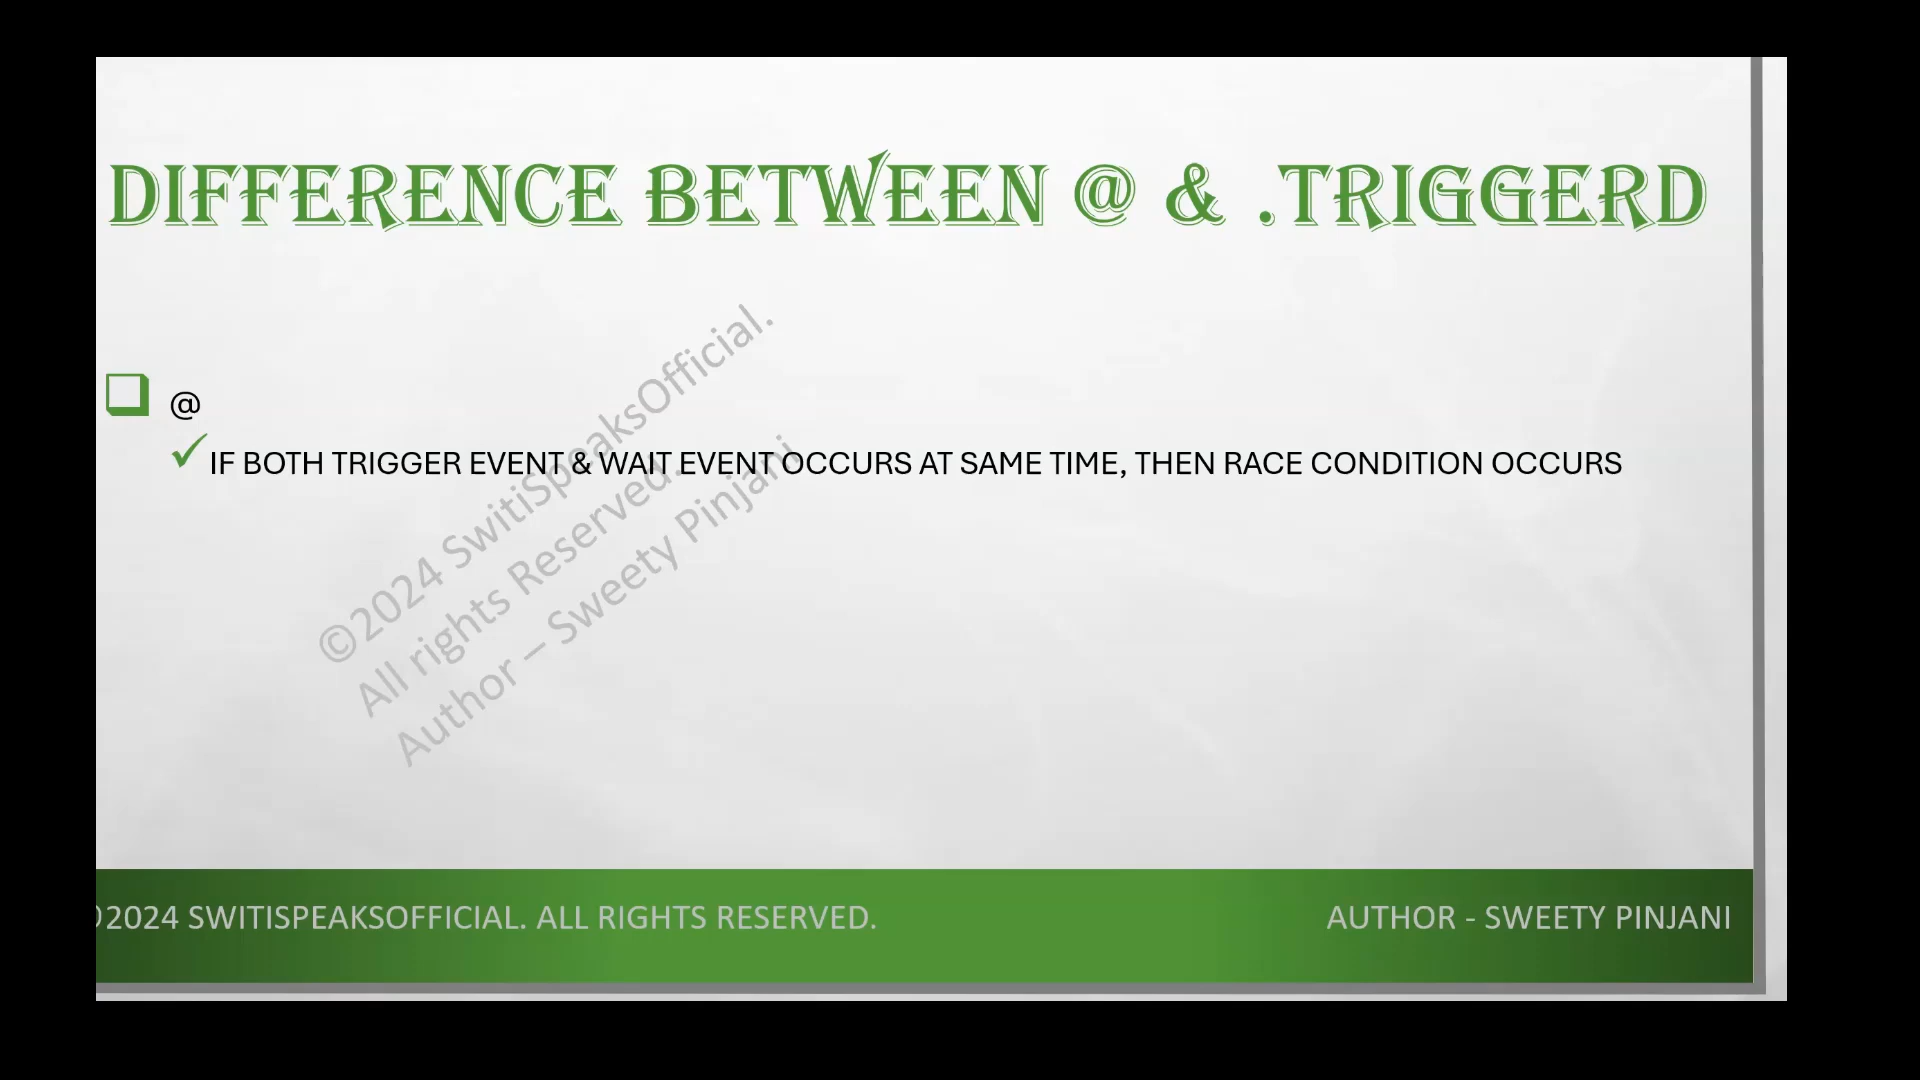 DIFFERENCE BETWEEN @ & .TRIGGERD
@
IF BOTH TRIGGER EVENT & WAIT EVENT OCCURS AT SAME TIME, THEN RACE CONDITION OCCURS
©2024 SwitiSpeaksOfficial.
All rights Reserved.
Author – Sweety Pinjani
2024 SWITISPEAKSOFFICIAL. ALL RIGHTS RESERVED.
AUTHOR - SWEETY PINJANI